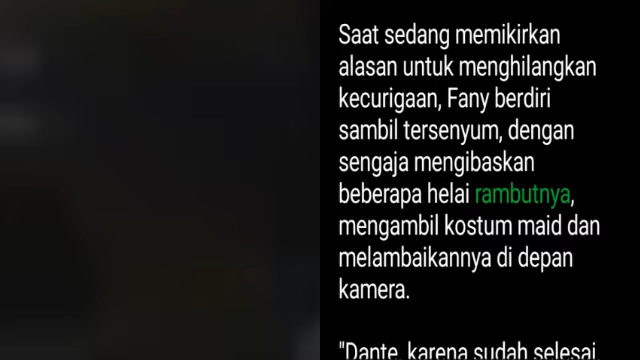 Saat sedang memikirkan
alasan untuk menghilangkan
kecurigaan, Fany berdiri
sambil tersenyum, dengan
sengaja mengibaskan
beberapa helai rambutnya,
mengambil kostum maid dan
melambaikannya di depan
kamera.
"Dante, karena sudah selesai